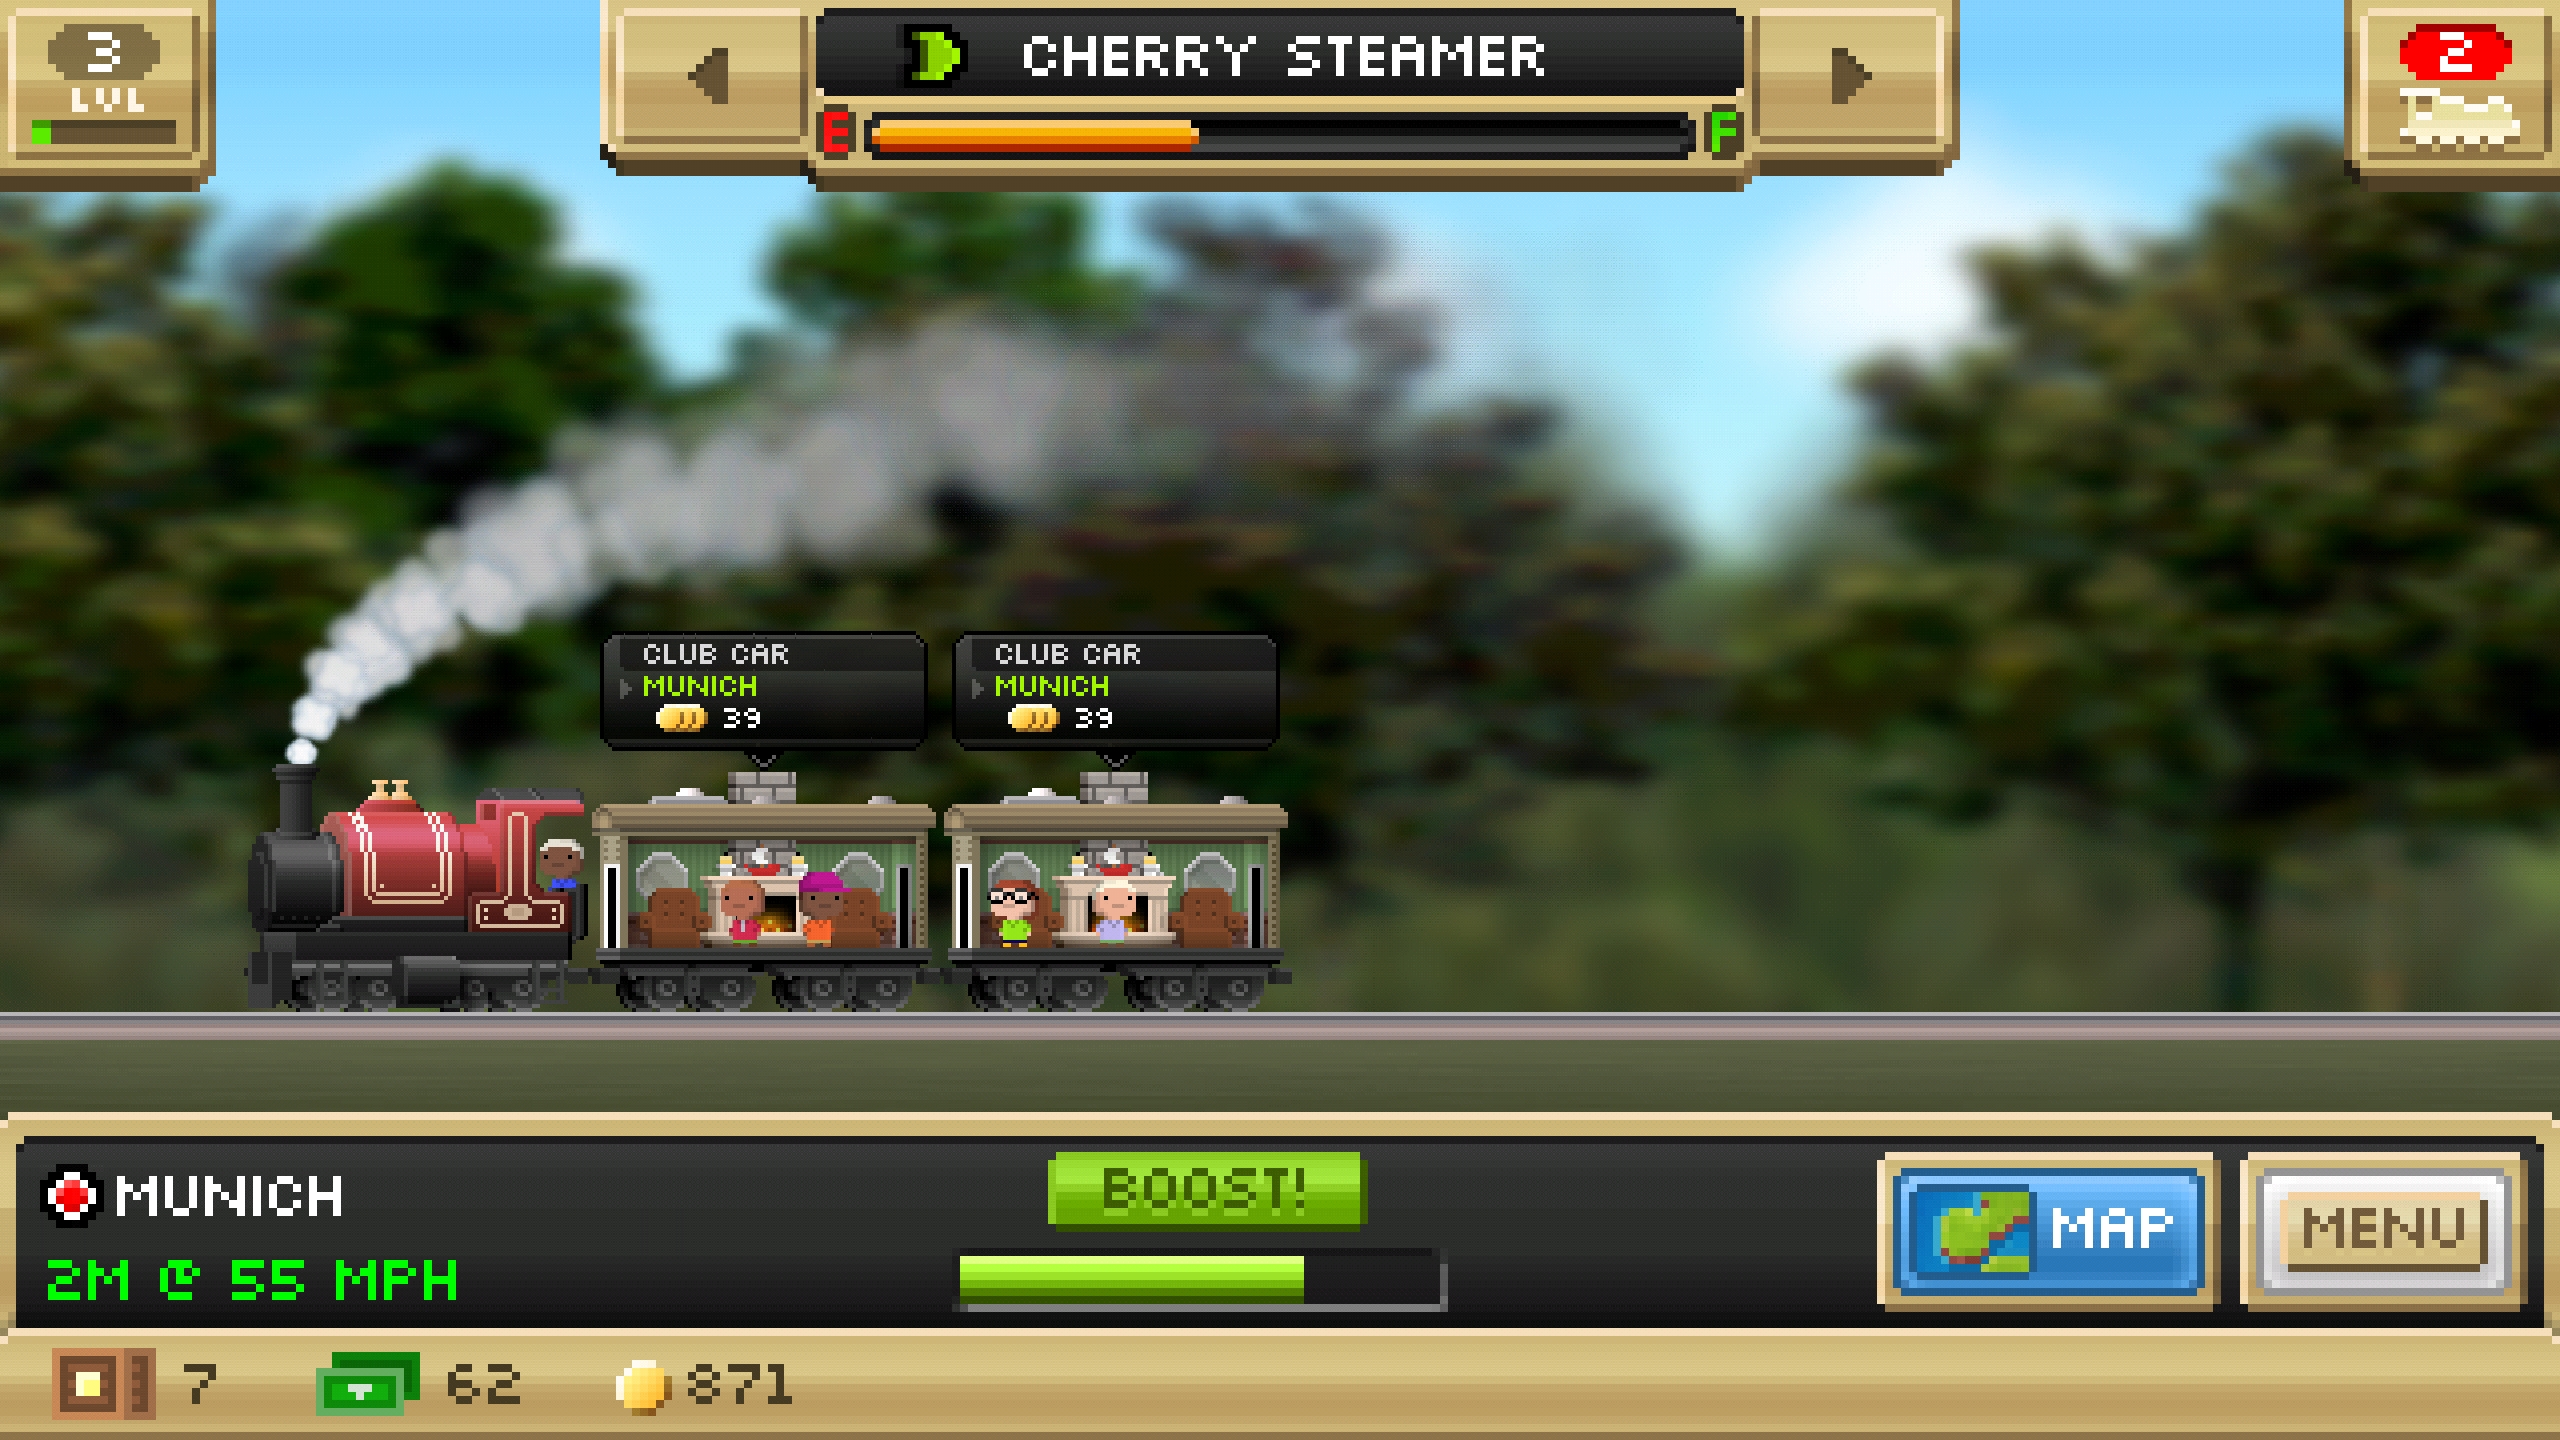 3
LVL
CHERRY STEAMER
E F
2
CLUB CAR
MUNICH
39
CLUB CAR
MUNICH
39
MUNICH
2M @ 55 MPH
BOOST!
MAP
MENU
7
62
871